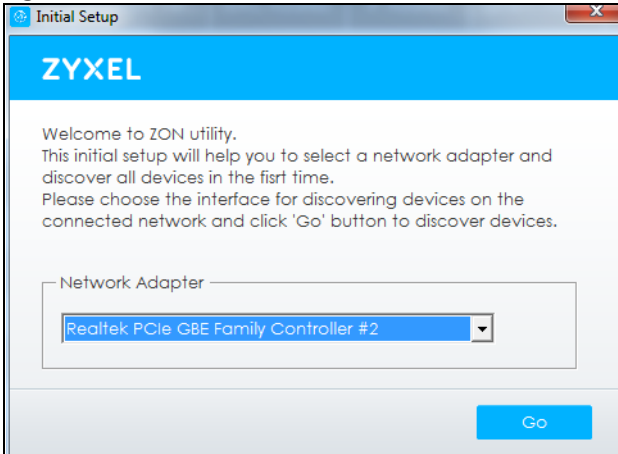 Initial Setup
ZYXEL
Welcome to ZON utility.
This initial setup will help you to select a network adapter and
discover all devices in the fisrt time.
Please choose the interface for discovering devices on the
connected network and click 'Go' button to discover devices.
Network Adapter
Realtek PCIe GBE Family Controller #2
Go